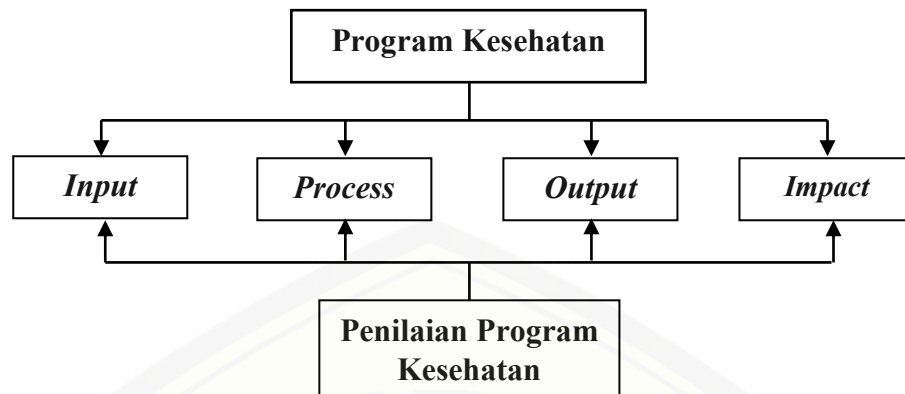 Program Kesehatan
Input
Process
Output
Impact
Penilaian Program
Kesehatan